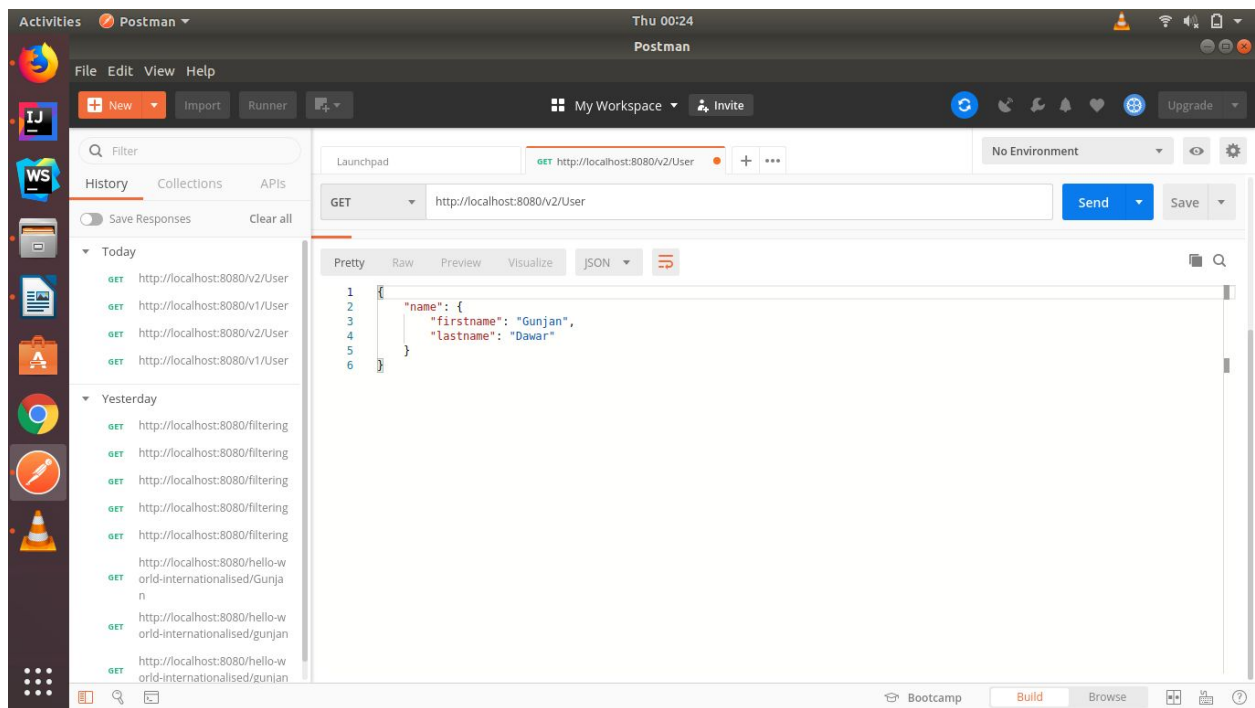 Activities Postman Thu 00:24
Postman
File Edit View Help
New Import Runner My Workspace Invite Upgrade
Filter
History Collections APIs
Save Responses Clear all
Today
GET http://localhost:8080/v2/User
GET http://localhost:8080/v1/User
GET http://localhost:8080/v2/User
GET http://localhost:8080/v1/User
Yesterday
GET http://localhost:8080/filtering
GET http://localhost:8080/filtering
GET http://localhost:8080/filtering
GET http://localhost:8080/filtering
GET http://localhost:8080/filtering
GET http://localhost:8080/hello-w
orld-internationalised/Gunja
n
GET http://localhost:8080/hello-w
orld-internationalised/gunjan
GET http://localhost:8080/hello-w
orld-internationalised/gunjan
Launchpad GET http://localhost:8080/v2/User
No Environment
GET http://localhost:8080/v2/User Send Save
Pretty Raw Preview Visualize JSON
1 {
2 "name": {
3 "firstname": "Gunjan",
4 "lastname": "Dawar"
5 }
6 }
Bootcamp Build Browse
IJ
WS